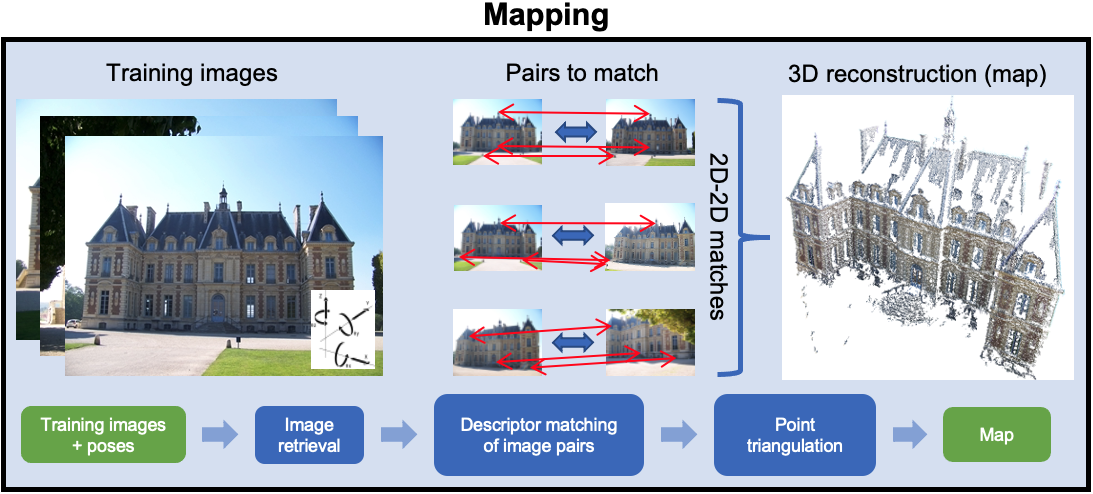 Mapping
Training images
Pairs to match
3D reconstruction (map)
2D-2D matches
Training images
+ poses
Image
retrieval
Descriptor matching
of image pairs
Point
triangulation
Map